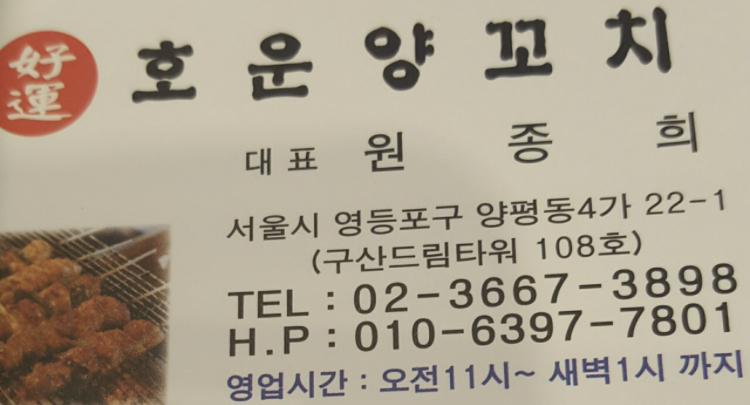 好運
호운양꼬치
대표 원종희
서울시 영등포구 양평동4가 22-1
(구산드림타워 108호)
TEL : 02-3667-3898
H.P : 010-6397-7801
영업시간 : 오전11시~ 새벽1시 까지